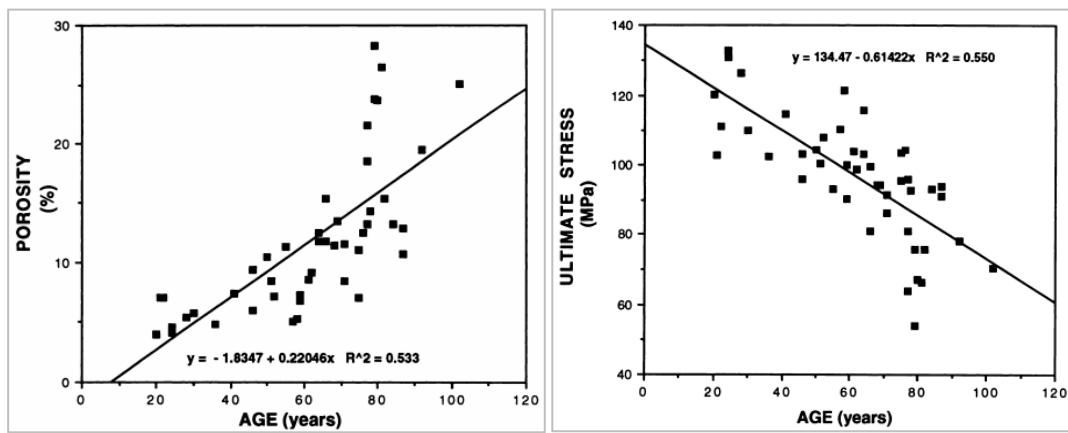 30
20
10
0
POROSITY
(%)
y = - 1.8347 + 0.22046x R^2 = 0.533
0 20 40 60 80 100 120
AGE (years)
140
120
100
80
60
40
ULTIMATE STRESS
(MPa)
y = 134.47 - 0.61422x R^2 = 0.550
0 20 40 60 80 100 120
AGE (years)